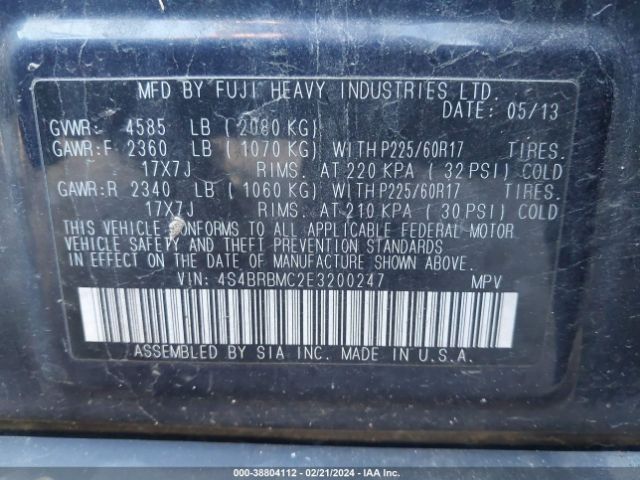 MFD BY FUJI HEAVY INDUSTRIES LTD.
DATE: 05/13
GVWR: 4585 LB (2080 KG)
GAWR:F 2360 LB (1070 KG) WITH P225/60R17 TIRES.
17X7J RIMS. AT 220 KPA (32 PSI) COLD
GAWR:R 2340 LB (1060 KG) WITH P225/60R17 TIRES.
17X7J RIMS. AT 210 KPA (30 PSI) COLD
THIS VEHICLE CONFORMS TO ALL APPLICABLE FEDERAL MOTOR
VEHICLE SAFETY AND THEFT PREVENTION STANDARDS
IN EFFECT ON THE DATE OF MANUFACTURE SHOWN ABOVE.
VIN: 4S4BRBMC2E3200247 MPV
ASSEMBLED BY SIA INC. MADE IN U.S.A.
000-38804112 - 02/21/2024 - IAA Inc.